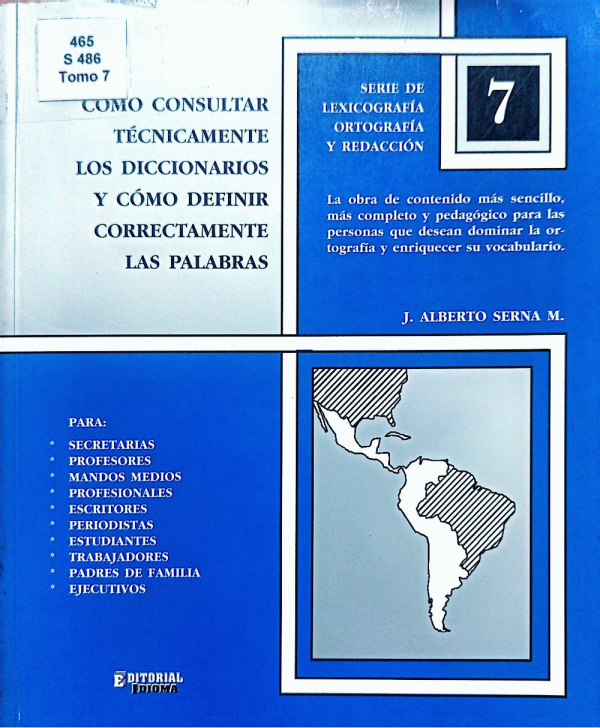 465
S 486
Tomo 7
CÓMO CONSULTAR
TÉCNICAMENTE
LOS DICCIONARIOS
Y CÓMO DEFINIR
CORRECTAMENTE
LAS PALABRAS
SERIE DE
LEXICOGRAFÍA
ORTOGRAFÍA
Y REDACCIÓN
7
La obra de contenido más sencillo,
más completo y pedagógico para las
personas que desean dominar la or-
tografía y enriquecer su vocabulario.
J. ALBERTO SERNA M.
PARA:
* SECRETARIAS
* PROFESORES
* MANDOS MEDIOS
* PROFESIONALES
* ESCRITORES
* PERIODISTAS
* ESTUDIANTES
* TRABAJADORES
* PADRES DE FAMILIA
* EJECUTIVOS
EDITORIAL
IDIOMA